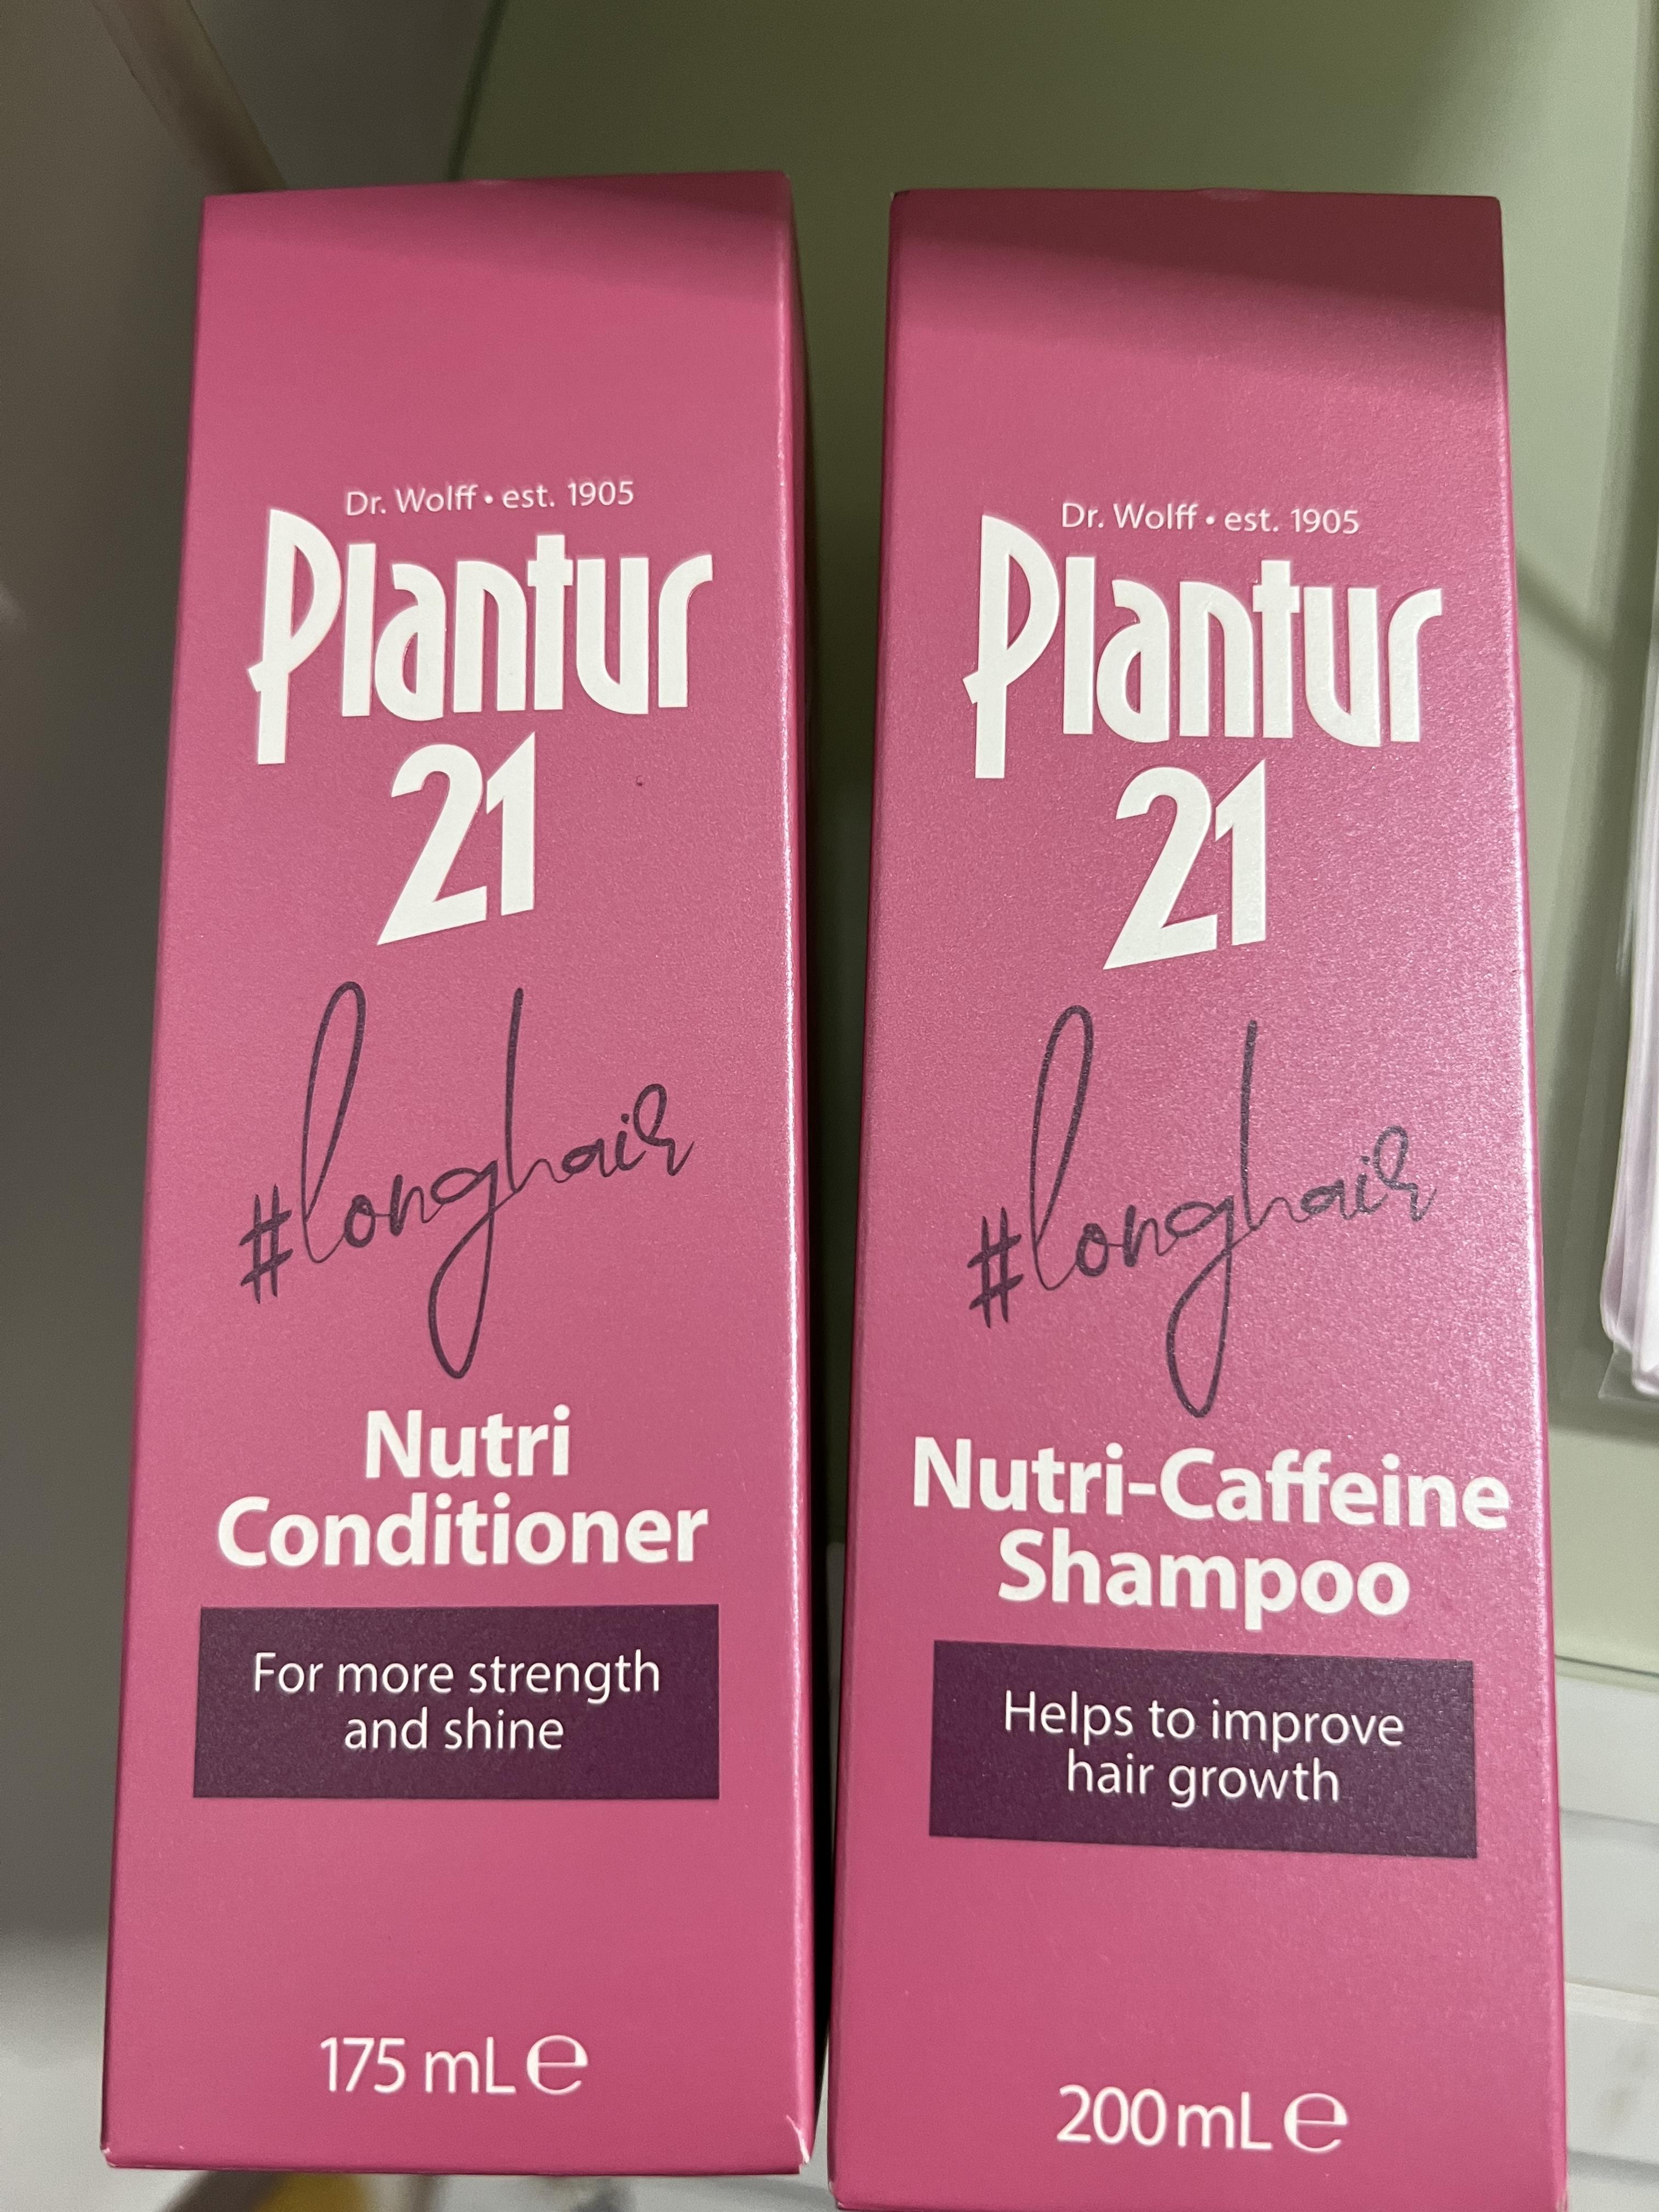 Dr. Wolff • est. 1905
Plantur
21
#longhair
Nutri
Conditioner
For more strength
and shine
175 mL ℮
Dr. Wolff • est. 1905
Plantur
21
#longhair
Nutri-Caffeine
Shampoo
Helps to improve
hair growth
200 mL ℮